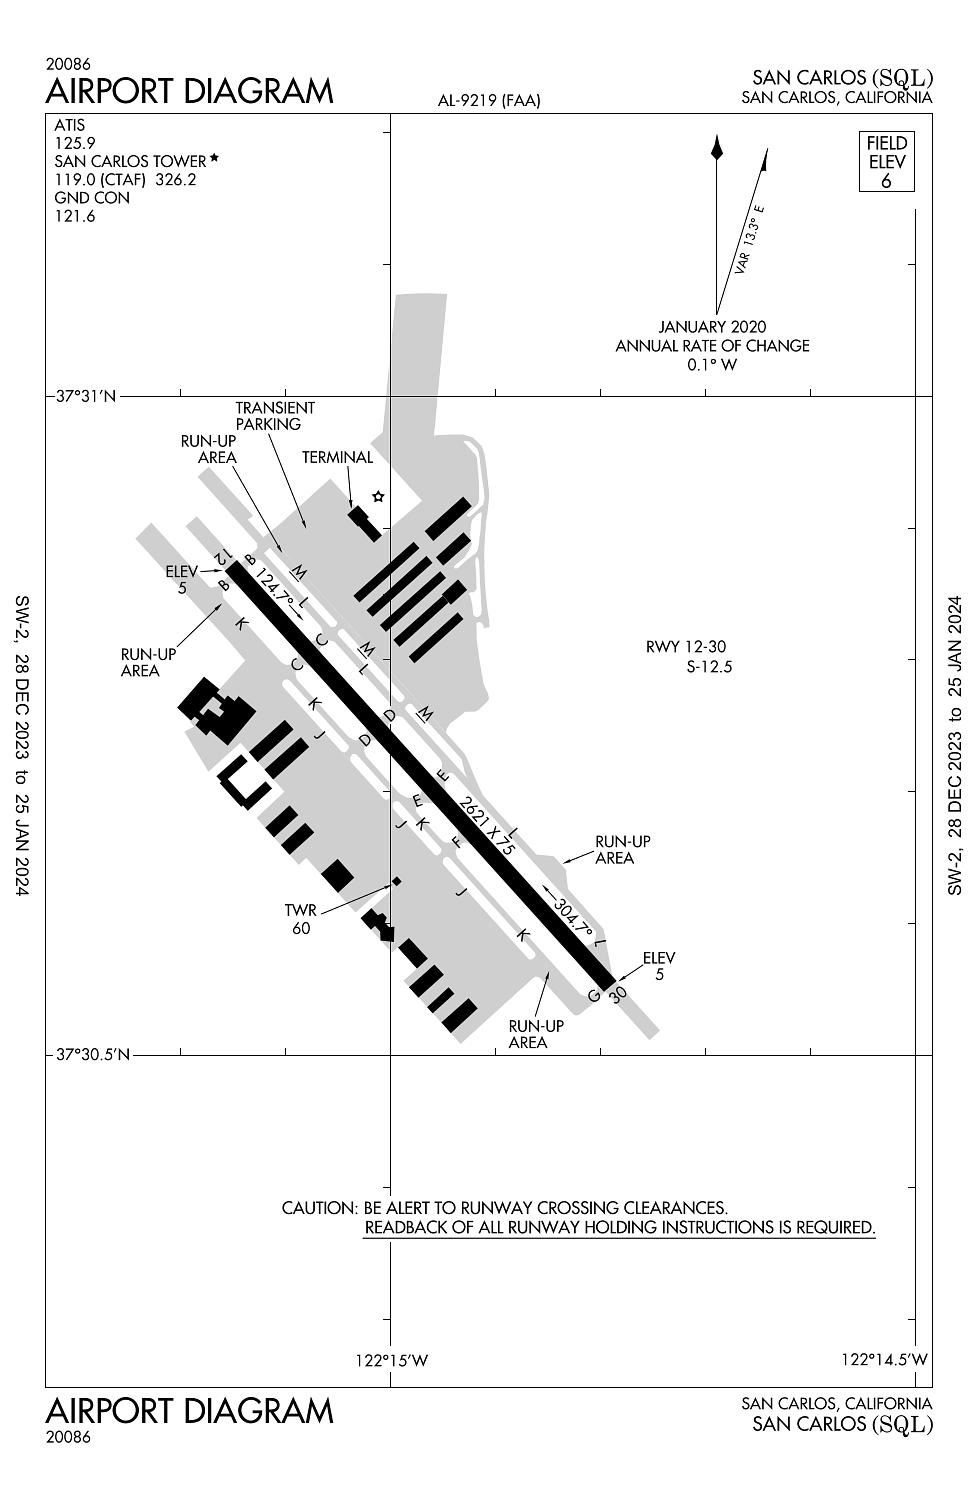 20086
AIRPORT DIAGRAM
AL-9219 (FAA)
SAN CARLOS (SQL)
SAN CARLOS, CALIFORNIA
ATIS
125.9
SAN CARLOS TOWER★
119.0 (CTAF) 326.2
GND CON
121.6
FIELD
ELEV
6
VAR 13.3° E
JANUARY 2020
ANNUAL RATE OF CHANGE
0.1° W
37°31'N
TRANSIENT
PARKING
RUN-UP
AREA
TERMINAL
ELEV
5
12
B
B
124.7°
M
L
K
C
C
M
L
RUN-UP
AREA
RWY 12-30
S-12.5
K
J
D
D
M
E
E
J
K
F
2621 X 75
L
RUN-UP
AREA
J
304.7°
TWR
60
K
L
ELEV
5
G
30
RUN-UP
AREA
37°30.5'N
CAUTION: BE ALERT TO RUNWAY CROSSING CLEARANCES.
READBACK OF ALL RUNWAY HOLDING INSTRUCTIONS IS REQUIRED.
122°15'W
122°14.5'W
AIRPORT DIAGRAM
20086
SAN CARLOS, CALIFORNIA
SAN CARLOS (SQL)
SW-2, 28 DEC 2023 to 25 JAN 2024
SW-2, 28 DEC 2023 to 25 JAN 2024